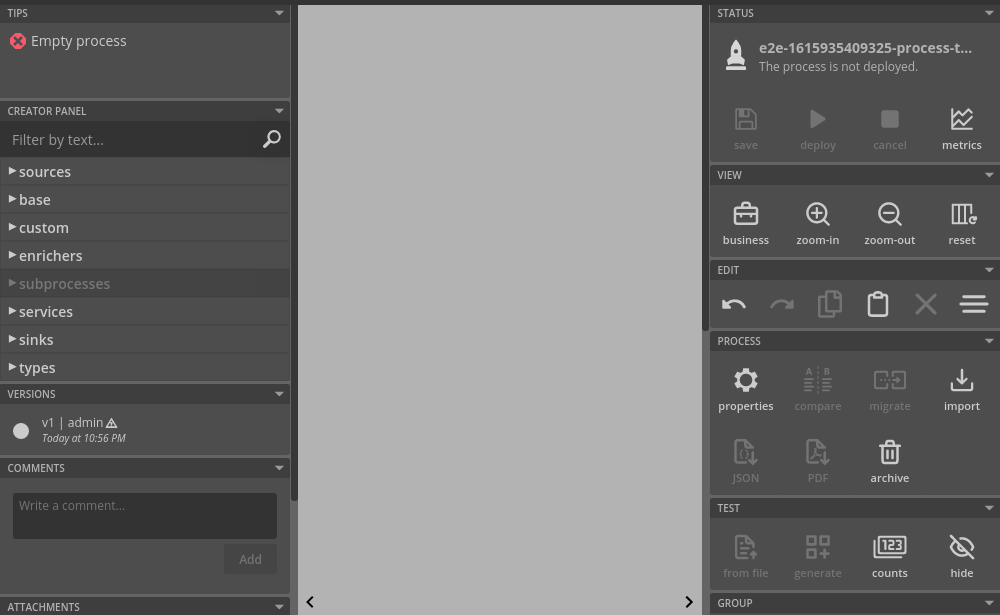 TIPS
Empty process
CREATOR PANEL
Filter by text...
sources
base
custom
enrichers
subprocesses
services
sinks
types
VERSIONS
v1 | admin
Today at 10:56 PM
COMMENTS
Write a comment...
Add
ATTACHMENTS
STATUS
e2e-1615935409325-process-t...
The process is not deployed.
save deploy cancel metrics
VIEW
business zoom-in zoom-out reset
EDIT
PROCESS
A B
properties compare migrate import
JSON PDF archive
TEST
123
from file generate counts hide
GROUP